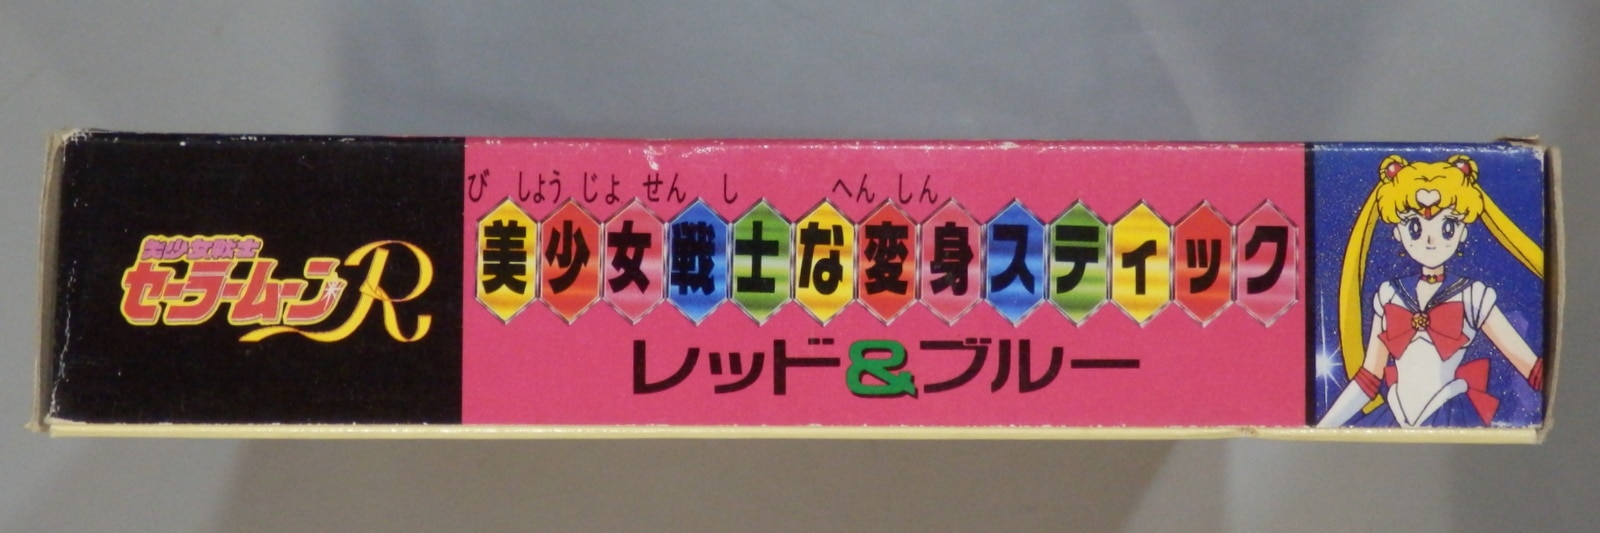 美少女戦士
セーラームーンR
び しょう じょ せん し へん しん
美少女戦士な変身スティック
レッド&ブルー